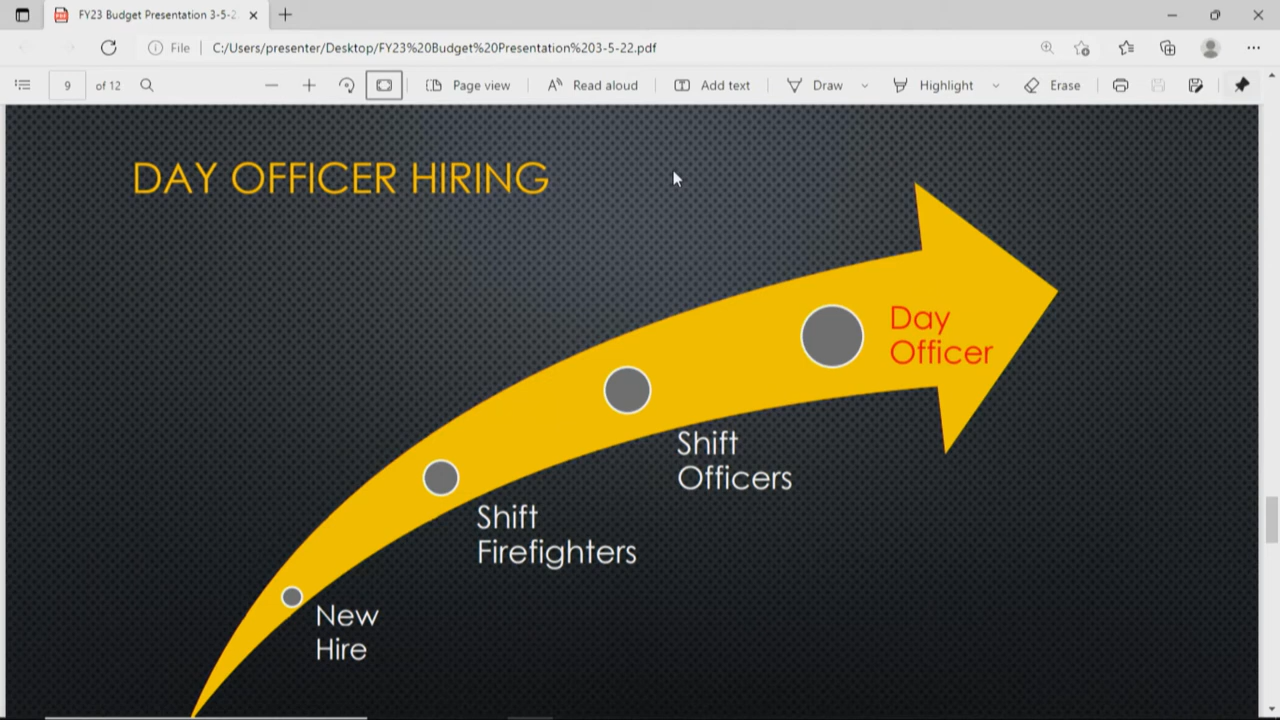 FY23 Budget Presentation 3-5-2
File C:/Users/presenter/Desktop/FY23%20Budget%20Presentation%203-5-22.pdf
9 of 12 Page view Read aloud Add text Draw Highlight Erase
DAY OFFICER HIRING
Day
Officer
Shift
Officers
Shift
Firefighters
New
Hire